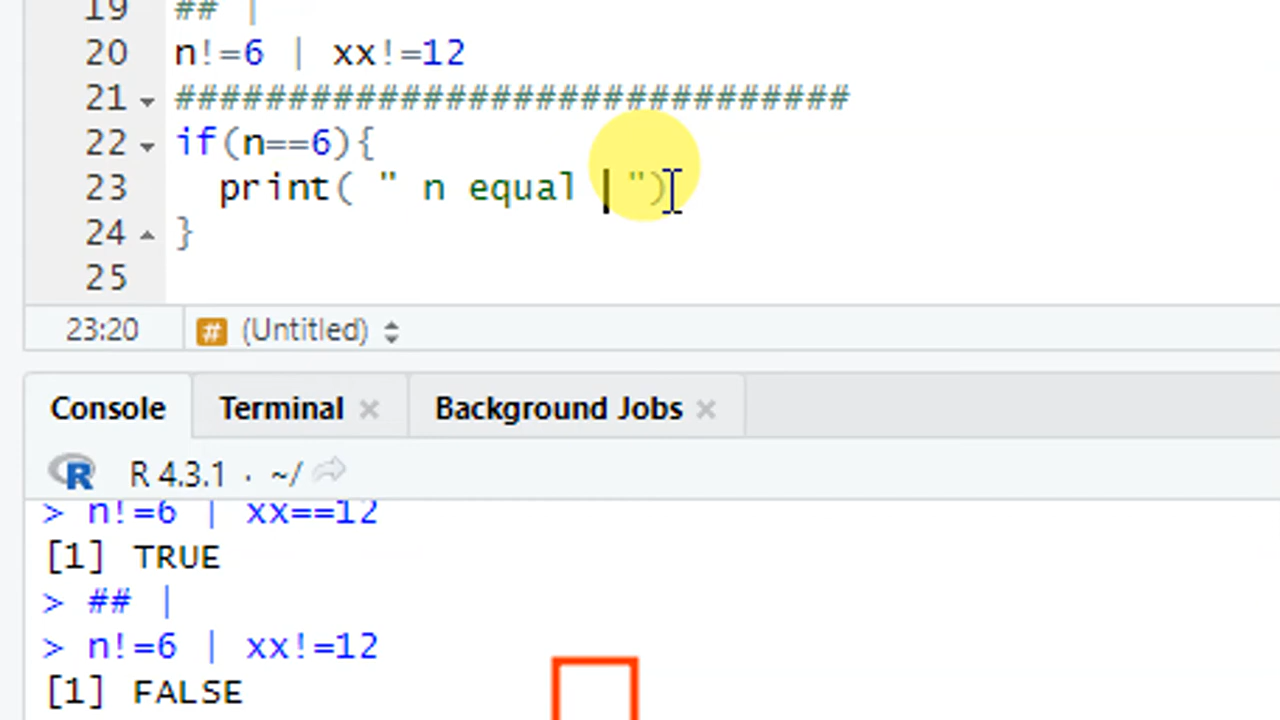 19 ## |
20 n!=6 | xx!=12
21 ##############################
22 if(n==6){
23 print( " n equal ")
24 }
25
23:20 # (Untitled)
Console Terminal Background Jobs
R R 4.3.1 · ~/
> n!=6 | xx==12
[1] TRUE
> ## |
> n!=6 | xx!=12
[1] FALSE